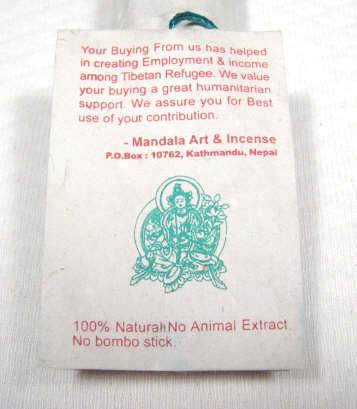 Your Buying From us has helped
in creating Employment & income
among Tibetan Refugee. We value
your buying a great humanitarian
support. We assure you for Best
use of your contribution.
- Mandala Art & Incense
P.O.Box : 10762, Kathmandu, Nepal
100% Natural No Animal Extract.
No bombo stick.